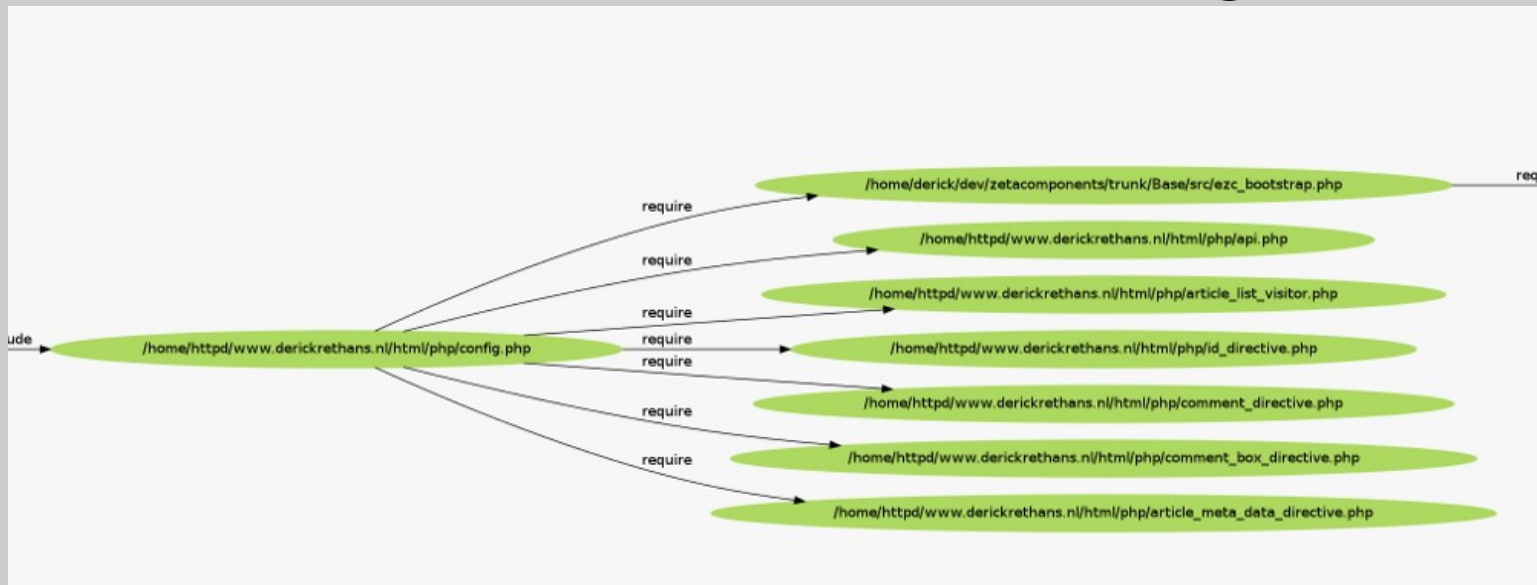 /home/derick/dev/zetacomponents/trunk/Base/src/ezc_bootstrap.php
req
require
/home/httpd/www.derickrethans.nl/html/php/api.php
require
/home/httpd/www.derickrethans.nl/html/php/article_list_visitor.php
require
ude
/home/httpd/www.derickrethans.nl/html/php/config.php
require
/home/httpd/www.derickrethans.nl/html/php/id_directive.php
require
/home/httpd/www.derickrethans.nl/html/php/comment_directive.php
require
/home/httpd/www.derickrethans.nl/html/php/comment_box_directive.php
require
/home/httpd/www.derickrethans.nl/html/php/article_meta_data_directive.php